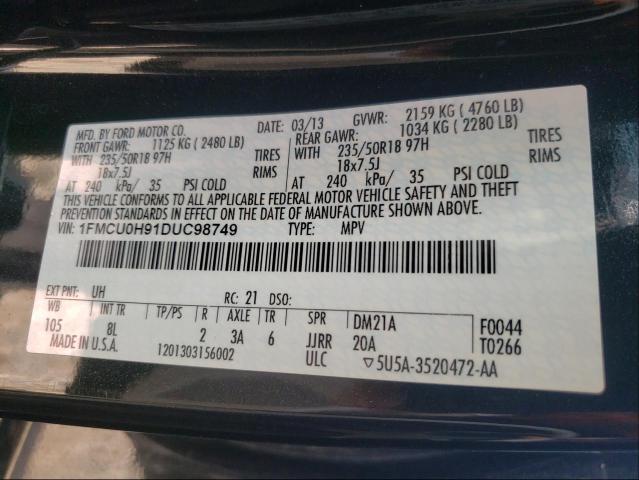 MFD. BY FORD MOTOR CO.
DATE: 03/13 GVWR: 2159 KG ( 4760 LB)
FRONT GAWR: 1125 KG ( 2480 LB) REAR GAWR: 1034 KG ( 2280 LB)
WITH 235/50R18 97H TIRES WITH 235/50R18 97H TIRES
18x7.5J RIMS 18x7.5J RIMS
AT 240 kPa/ 35 PSI COLD AT 240 kPa/ 35 PSI COLD
THIS VEHICLE CONFORMS TO ALL APPLICABLE FEDERAL MOTOR VEHICLE SAFETY AND THEFT
PREVENTION STANDARDS IN EFFECT ON THE DATE OF MANUFACTURE SHOWN ABOVE.
VIN: 1FMCU0H91DUC98749 TYPE: MPV
EXT PNT: UH RC: 21 DSO:
WB INT TR TP/PS R AXLE TR SPR DM21A F0044
105 8L 2 3A 6 JJRR 20A T0266
MADE IN U.S.A. 1201303156002 ULC ▽5U5A-3520472-AA